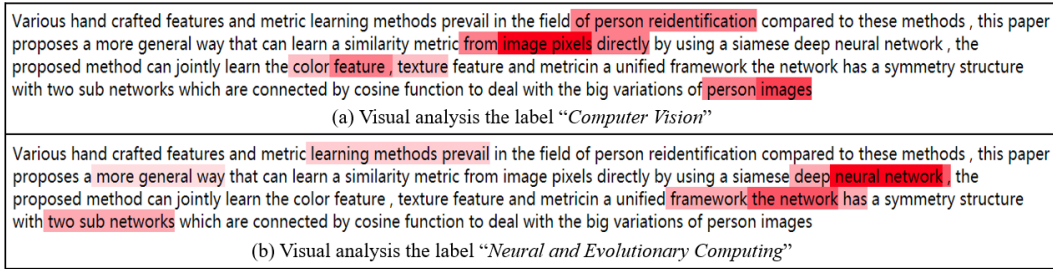 Various hand crafted features and metric learning methods prevail in the field of person reidentification compared to these methods , this paper
proposes a more general way that can learn a similarity metric from image pixels directly by using a siamese deep neural network , the
proposed method can jointly learn the color feature , texture feature and metricin a unified framework the network has a symmetry structure
with two sub networks which are connected by cosine function to deal with the big variations of person images
(a) Visual analysis the label “Computer Vision”
Various hand crafted features and metric learning methods prevail in the field of person reidentification compared to these methods , this paper
proposes a more general way that can learn a similarity metric from image pixels directly by using a siamese deep neural network , the
proposed method can jointly learn the color feature , texture feature and metricin a unified framework the network has a symmetry structure
with two sub networks which are connected by cosine function to deal with the big variations of person images
(b) Visual analysis the label “Neural and Evolutionary Computing”